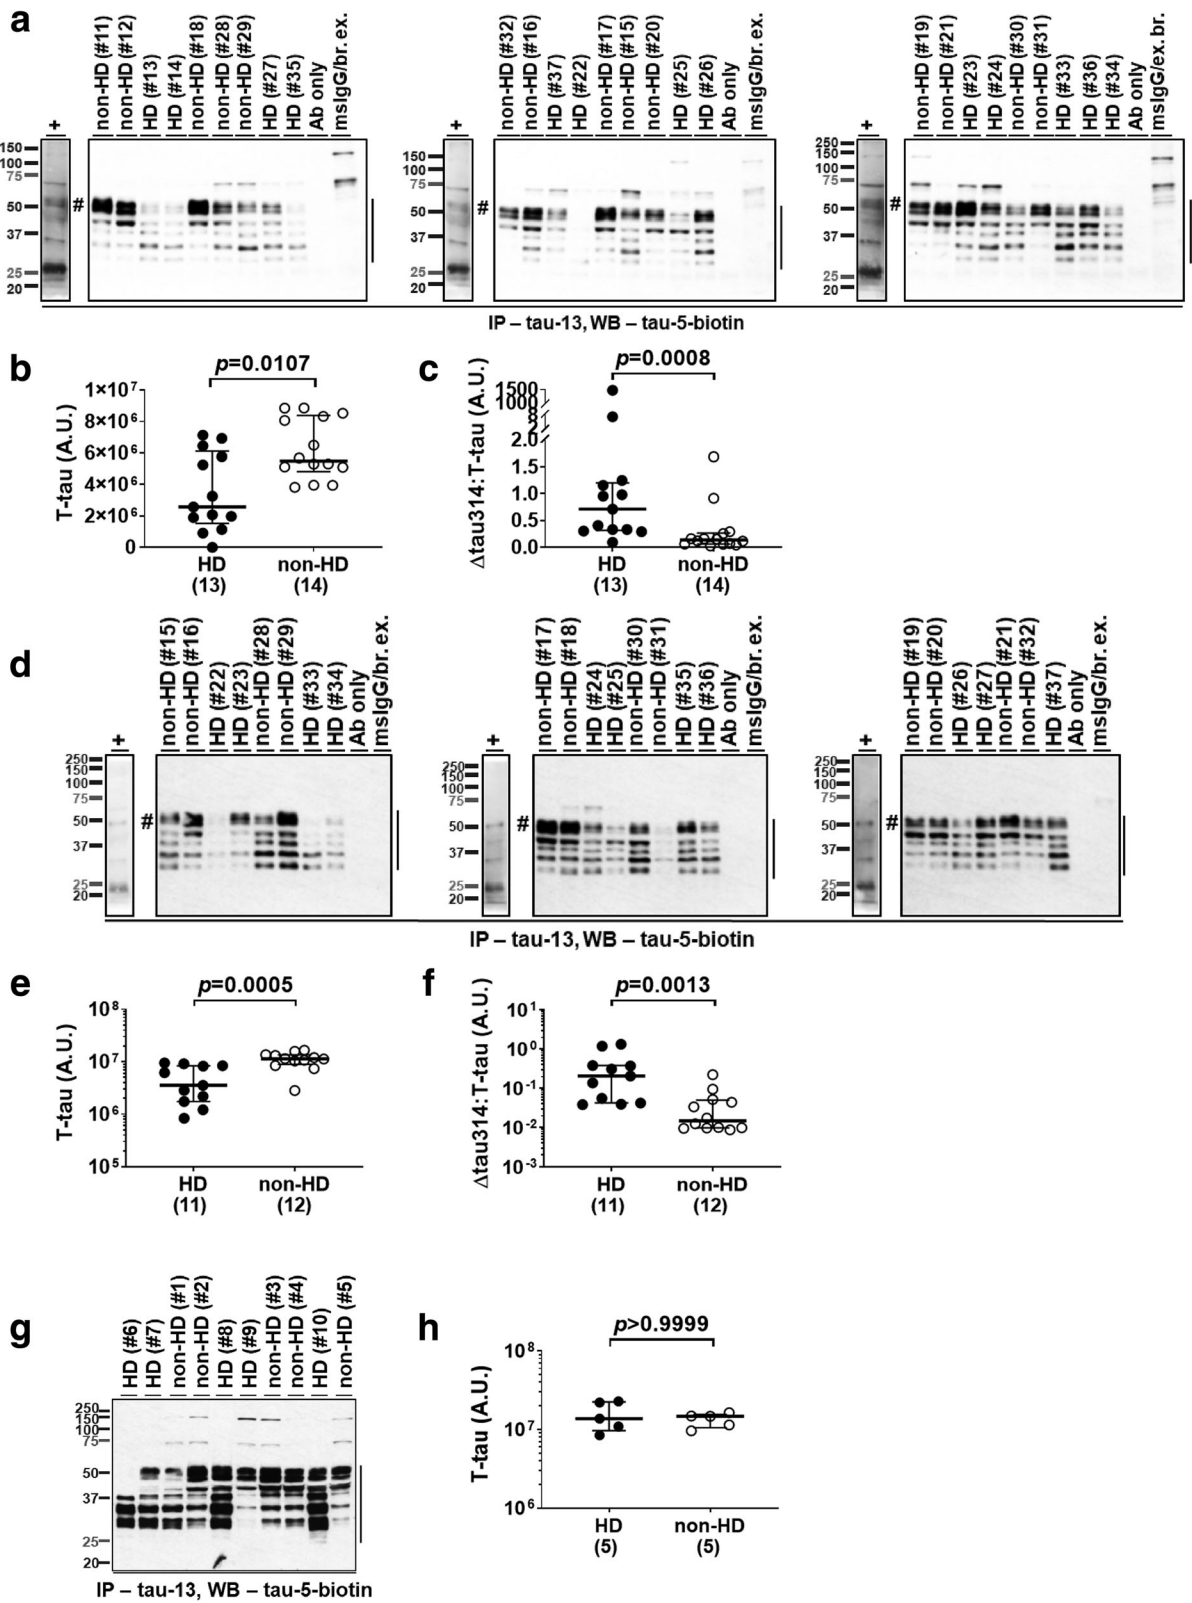 a
non-HD (#11)
non-HD (#12)
HD (#13)
HD (#14)
non-HD (#18)
non-HD (#28)
non-HD (#29)
HD (#27)
HD (#35)
Ab only
msIgG/br. ex.
+
150
100
75
50
37
25
20
#
non-HD (#32)
non-HD (#16)
HD (#37)
HD (#22)
non-HD (#17)
non-HD (#15)
non-HD (#20)
HD (#25)
HD (#26)
Ab only
msIgG/br. ex.
+
150
100
75
50
37
25
20
#
non-HD (#19)
non-HD (#21)
HD (#23)
HD (#24)
non-HD (#30)
non-HD (#31)
HD (#33)
HD (#36)
HD (#34)
Ab only
msIgG/ex. br.
+
250
150
100
75
50
37
25
20
#
IP – tau-13, WB – tau-5-biotin
b
p=0.0107
T-tau (A.U.)
1×10⁷
8×10⁶
6×10⁶
4×10⁶
2×10⁶
0
HD non-HD
(13) (14)
c
p=0.0008
Δtau314:T-tau (A.U.)
1500
1000
8
2
2.0
1.5
1.0
0.5
0.0
HD non-HD
(13) (14)
d
non-HD (#15)
non-HD (#16)
HD (#22)
HD (#23)
non-HD (#28)
non-HD (#29)
HD (#33)
HD (#34)
Ab only
msIgG/br. ex.
+
250
150
100
75
50
37
25
20
#
non-HD (#17)
non-HD (#18)
HD (#24)
HD (#25)
non-HD (#30)
non-HD (#31)
HD (#35)
HD (#36)
Ab only
msIgG/br. ex.
+
250
150
100
75
50
37
25
20
#
non-HD (#19)
non-HD (#20)
HD (#26)
HD (#27)
non-HD (#21)
non-HD (#32)
HD (#37)
Ab only
msIgG/br. ex.
+
250
150
100
75
50
37
25
20
#
IP – tau-13, WB – tau-5-biotin
e
p=0.0005
T-tau (A.U.)
10⁸
10⁷
10⁶
10⁵
HD non-HD
(11) (12)
f
p=0.0013
Δtau314:T-tau (A.U.)
10¹
10⁰
10⁻¹
10⁻²
10⁻³
HD non-HD
(11) (12)
g
HD (#6)
HD (#7)
non-HD (#1)
non-HD (#2)
HD (#8)
HD (#9)
non-HD (#3)
non-HD (#4)
HD (#10)
non-HD (#5)
250
150
100
75
50
37
25
20
IP – tau-13, WB – tau-5-biotin
h
p>0.9999
T-tau (A.U.)
10⁸
10⁷
10⁶
HD non-HD
(5) (5)